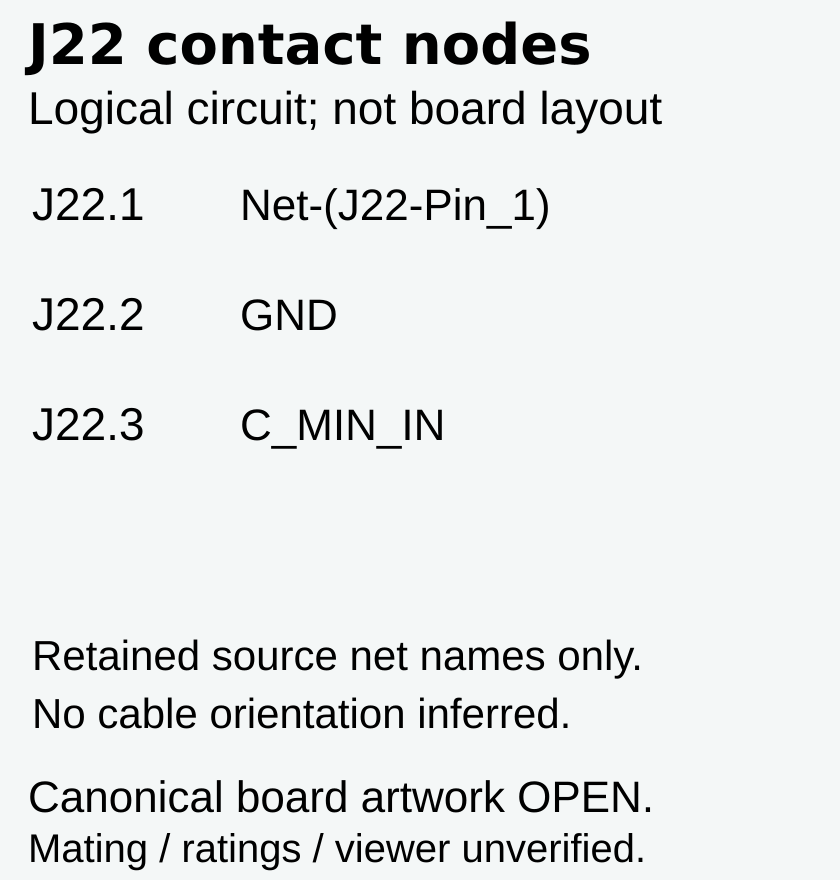 J22 contact nodes
Logical circuit; not board layout
J22.1 Net-(J22-Pin_1)
J22.2 GND
J22.3 C_MIN_IN
Retained source net names only.
No cable orientation inferred.
Canonical board artwork OPEN.
Mating / ratings / viewer unverified.